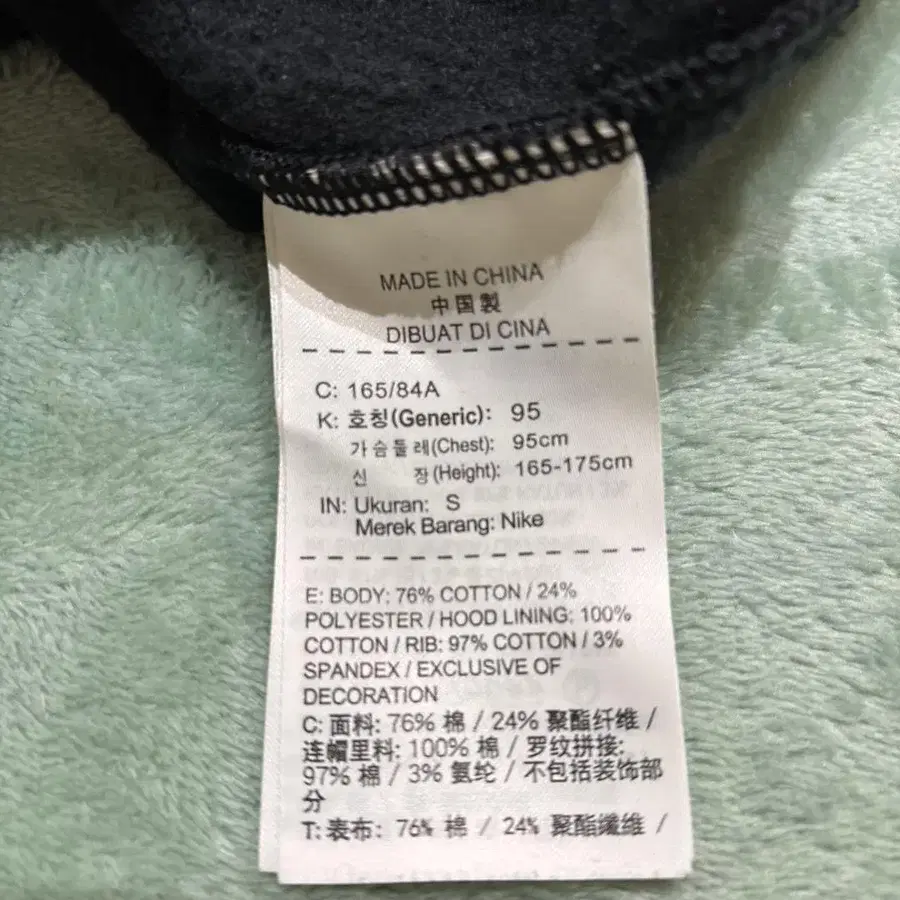 MADE IN CHINA
中国製
DIBUAT DI CINA
C: 165/84A
K: 호칭(Generic): 95
가슴둘레(Chest): 95cm
신 장(Height): 165-175cm
IN: Ukuran: S
Merek Barang: Nike
E: BODY: 76% COTTON / 24%
POLYESTER / HOOD LINING: 100%
COTTON / RIB: 97% COTTON / 3%
SPANDEX / EXCLUSIVE OF
DECORATION
C: 面料: 76% 棉 / 24% 聚酯纤维 /
连帽里料: 100% 棉 / 罗纹拼接:
97% 棉 / 3% 氨纶 / 不包括装饰部
分
T: 表布: 76% 棉 / 24% 聚酯纖維 /